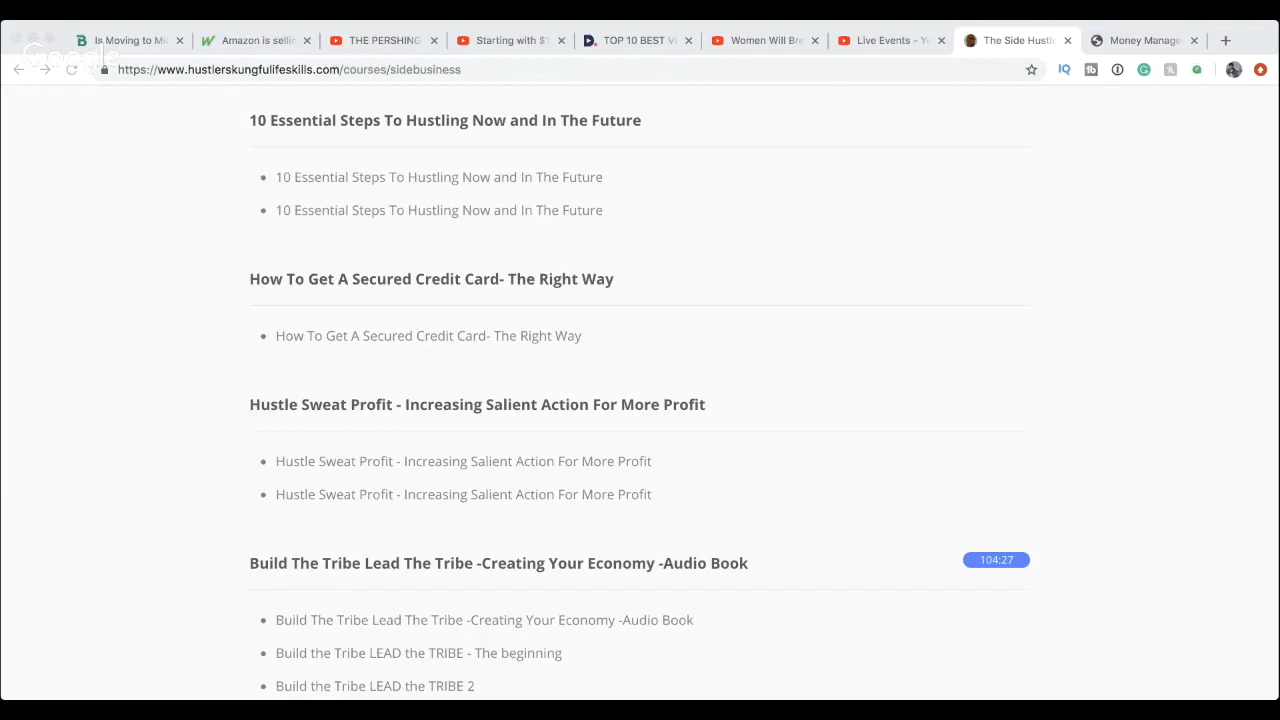 Is Moving to Mi
Amazon is sellin
THE PERSHING
Starting with $1
TOP 10 BEST V
Women Will Bre
Live Events - Yo
The Side Hustle
Money Manage
Google
https://www.hustlerskungfulifeskills.com/courses/sidebusiness
10 Essential Steps To Hustling Now and In The Future
10 Essential Steps To Hustling Now and In The Future
10 Essential Steps To Hustling Now and In The Future
How To Get A Secured Credit Card- The Right Way
How To Get A Secured Credit Card- The Right Way
Hustle Sweat Profit - Increasing Salient Action For More Profit
Hustle Sweat Profit - Increasing Salient Action For More Profit
Hustle Sweat Profit - Increasing Salient Action For More Profit
Build The Tribe Lead The Tribe -Creating Your Economy -Audio Book
104:27
Build The Tribe Lead The Tribe -Creating Your Economy -Audio Book
Build the Tribe LEAD the TRIBE - The beginning
Build the Tribe LEAD the TRIBE 2